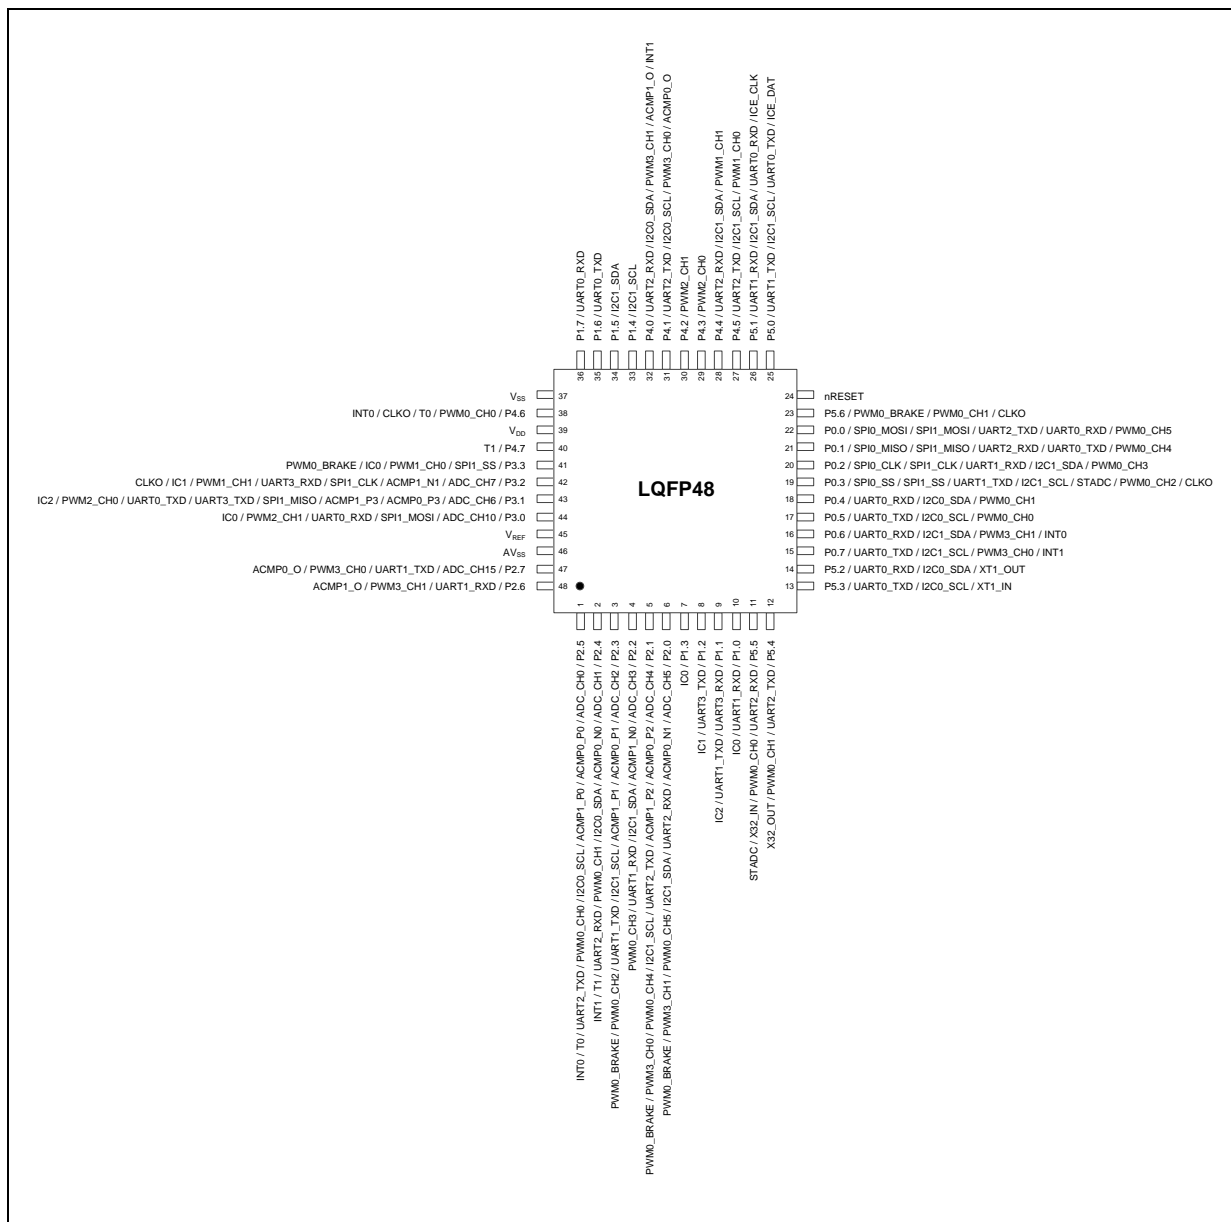 P1.7 / UART0_RXD
P1.6 / UART0_TXD
P1.5 / I2C1_SDA
P1.4 / I2C1_SCL
P4.0 / UART2_RXD / I2C0_SDA / PWM3_CH1 / ACMP1_O / INT1
P4.1 / UART2_TXD / I2C0_SCL / PWM3_CH0 / ACMP0_O
P4.2 / PWM2_CH1
P4.3 / PWM2_CH0
P4.4 / UART2_RXD / I2C1_SDA / PWM1_CH1
P4.5 / UART2_TXD / I2C1_SCL / PWM1_CH0
P5.1 / UART1_RXD / I2C1_SDA / UART0_RXD / ICE_CLK
P5.0 / UART1_TXD / I2C1_SCL / UART0_TXD / ICE_DAT
36
35
34
33
32
31
30
29
28
27
26
25
VSS 37
INT0 / CLKO / T0 / PWM0_CH0 / P4.6 38
VDD 39
T1 / P4.7 40
PWM0_BRAKE / IC0 / PWM1_CH0 / SPI1_SS / P3.3 41
CLKO / IC1 / PWM1_CH1 / UART3_RXD / SPI1_CLK / ACMP1_N1 / ADC_CH7 / P3.2 42
IC2 / PWM2_CH0 / UART0_TXD / UART3_TXD / SPI1_MISO / ACMP1_P3 / ACMP0_P3 / ADC_CH6 / P3.1 43
IC0 / PWM2_CH1 / UART0_RXD / SPI1_MOSI / ADC_CH10 / P3.0 44
VREF 45
AVSS 46
ACMP0_O / PWM3_CH0 / UART1_TXD / ADC_CH15 / P2.7 47
ACMP1_O / PWM3_CH1 / UART1_RXD / P2.6 48
LQFP48
24 nRESET
23 P5.6 / PWM0_BRAKE / PWM0_CH1 / CLKO
22 P0.0 / SPI0_MOSI / SPI1_MOSI / UART2_TXD / UART0_RXD / PWM0_CH5
21 P0.1 / SPI0_MISO / SPI1_MISO / UART2_RXD / UART0_TXD / PWM0_CH4
20 P0.2 / SPI0_CLK / SPI1_CLK / UART1_RXD / I2C1_SDA / PWM0_CH3
19 P0.3 / SPI0_SS / SPI1_SS / UART1_TXD / I2C1_SCL / STADC / PWM0_CH2 / CLKO
18 P0.4 / UART0_RXD / I2C0_SDA / PWM0_CH1
17 P0.5 / UART0_TXD / I2C0_SCL / PWM0_CH0
16 P0.6 / UART0_RXD / I2C1_SDA / PWM3_CH1 / INT0
15 P0.7 / UART0_TXD / I2C1_SCL / PWM3_CH0 / INT1
14 P5.2 / UART0_RXD / I2C0_SDA / XT1_OUT
13 P5.3 / UART0_TXD / I2C0_SCL / XT1_IN
1
2
3
4
5
6
7
8
9
10
11
12
INT0 / T0 / UART2_TXD / PWM0_CH0 / I2C0_SCL / ACMP1_P0 / ACMP0_P0 / ADC_CH0 / P2.5
INT1 / T1 / UART2_RXD / PWM0_CH1 / I2C0_SDA / ACMP0_N0 / ADC_CH1 / P2.4
PWM0_BRAKE / PWM0_CH2 / UART1_TXD / I2C1_SCL / ACMP1_P1 / ACMP0_P1 / ADC_CH2 / P2.3
PWM0_CH3 / UART1_RXD / I2C1_SDA / ACMP1_N0 / ADC_CH3 / P2.2
PWM0_BRAKE / PWM3_CH0 / PWM0_CH4 / I2C1_SCL / UART2_TXD / ACMP1_P2 / ACMP0_P2 / ADC_CH4 / P2.1
PWM0_BRAKE / PWM3_CH1 / PWM0_CH5 / I2C1_SDA / UART2_RXD / ACMP0_N1 / ADC_CH5 / P2.0
IC0 / P1.3
IC1 / UART3_TXD / P1.2
IC2 / UART1_TXD / UART3_RXD / P1.1
IC0 / UART1_RXD / P1.0
STADC / X32_IN / PWM0_CH0 / UART2_RXD / P5.5
X32_OUT / PWM0_CH1 / UART2_TXD / P5.4